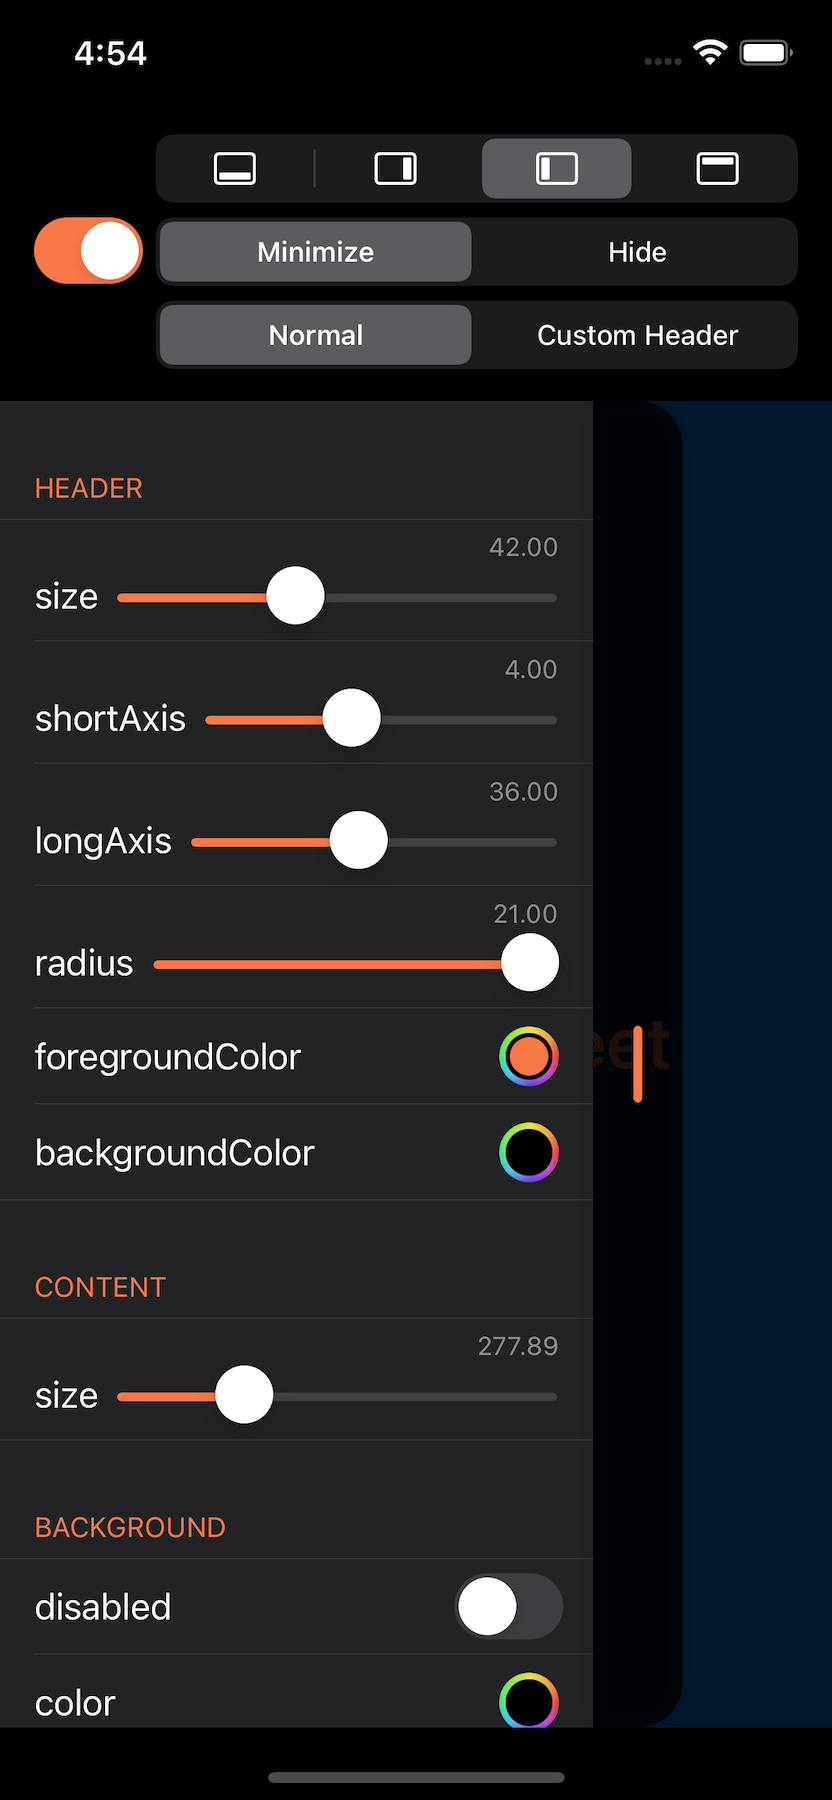 4:54
Minimize
Hide
Normal
Custom Header
HEADER
42.00
size
4.00
shortAxis
36.00
longAxis
21.00
radius
foregroundColor
backgroundColor
CONTENT
277.89
size
BACKGROUND
disabled
color